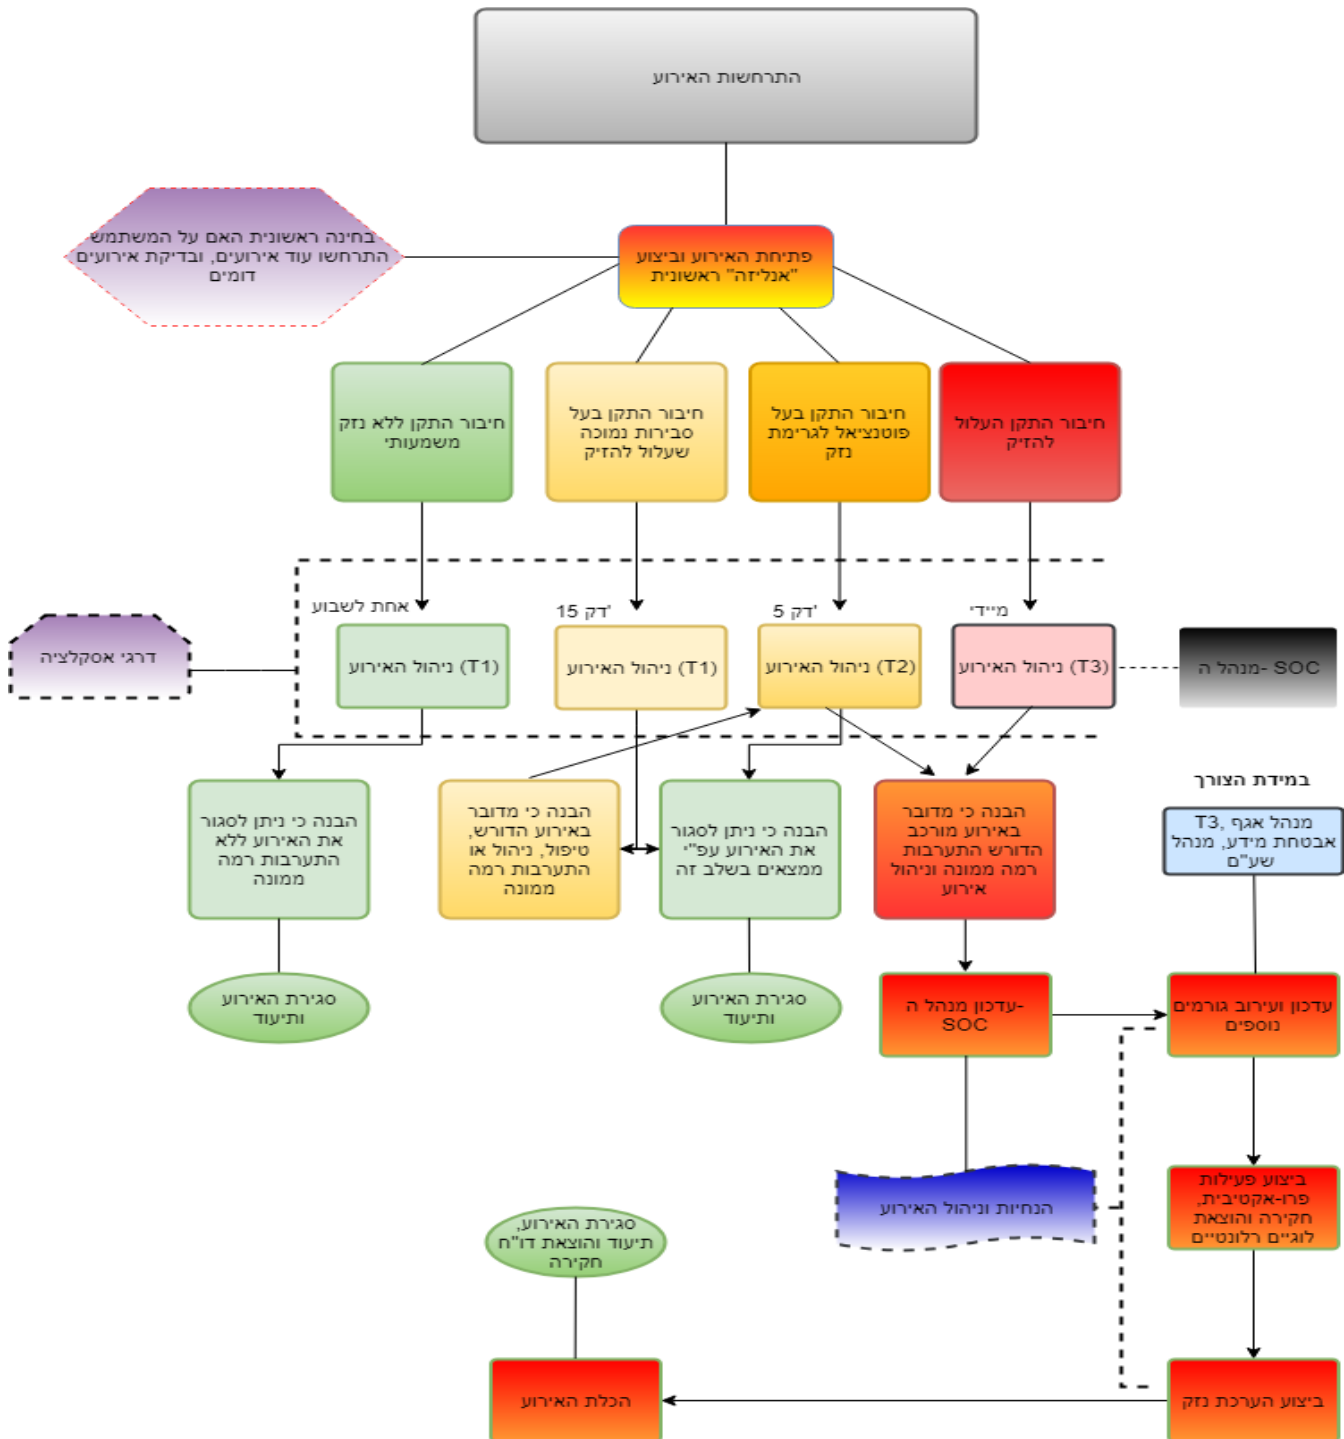 התרחשות האירוע
בחינה ראשונית האם על המשתמש
התרחשו עוד אירועים, ובדיקת אירועים
דומים
פתיחת האירוע וביצוע
"אנליזה" ראשונית
חיבור התקן העלול
להזיק
חיבור התקן בעל
פוטנציאל לגרימת
נזק
חיבור התקן בעל
סבירות נמוכה
שעלול להזיק
חיבור התקן ללא נזק
משמעותי
מיידי
5 דק'
15 דק'
אחת לשבוע
דרגי אסקלציה
מנהל ה- SOC
ניהול האירוע (T3)
ניהול האירוע (T2)
ניהול האירוע (T1)
ניהול האירוע (T1)
במידת הצורך
מנהל אגף ,T3
אבטחת מידע, מנהל
שע"ם
הבנה כי מדובר
באירוע מורכב
הדורש התערבות
רמה ממונה וניהול
אירוע
הבנה כי ניתן לסגור
את האירוע עפ"י
ממצאים בשלב זה
הבנה כי מדובר
באירוע הדורש,
טיפול, ניהול או
התערבות רמה
ממונה
הבנה כי ניתן לסגור
את האירוע ללא
התערבות רמה
ממונה
עדכון ועירוב גורמים
נוספים
עדכון מנהל ה-
SOC
סגירת האירוע
ותיעוד
סגירת האירוע
ותיעוד
הנחיות וניהול האירוע
ביצוע פעילות
פרו-אקטיבית,
חקירה והוצאת
לוגיים רלונטיים
סגירת האירוע,
תיעוד והוצאת דו"ח
חקירה
ביצוע הערכת נזק
הכלת האירוע